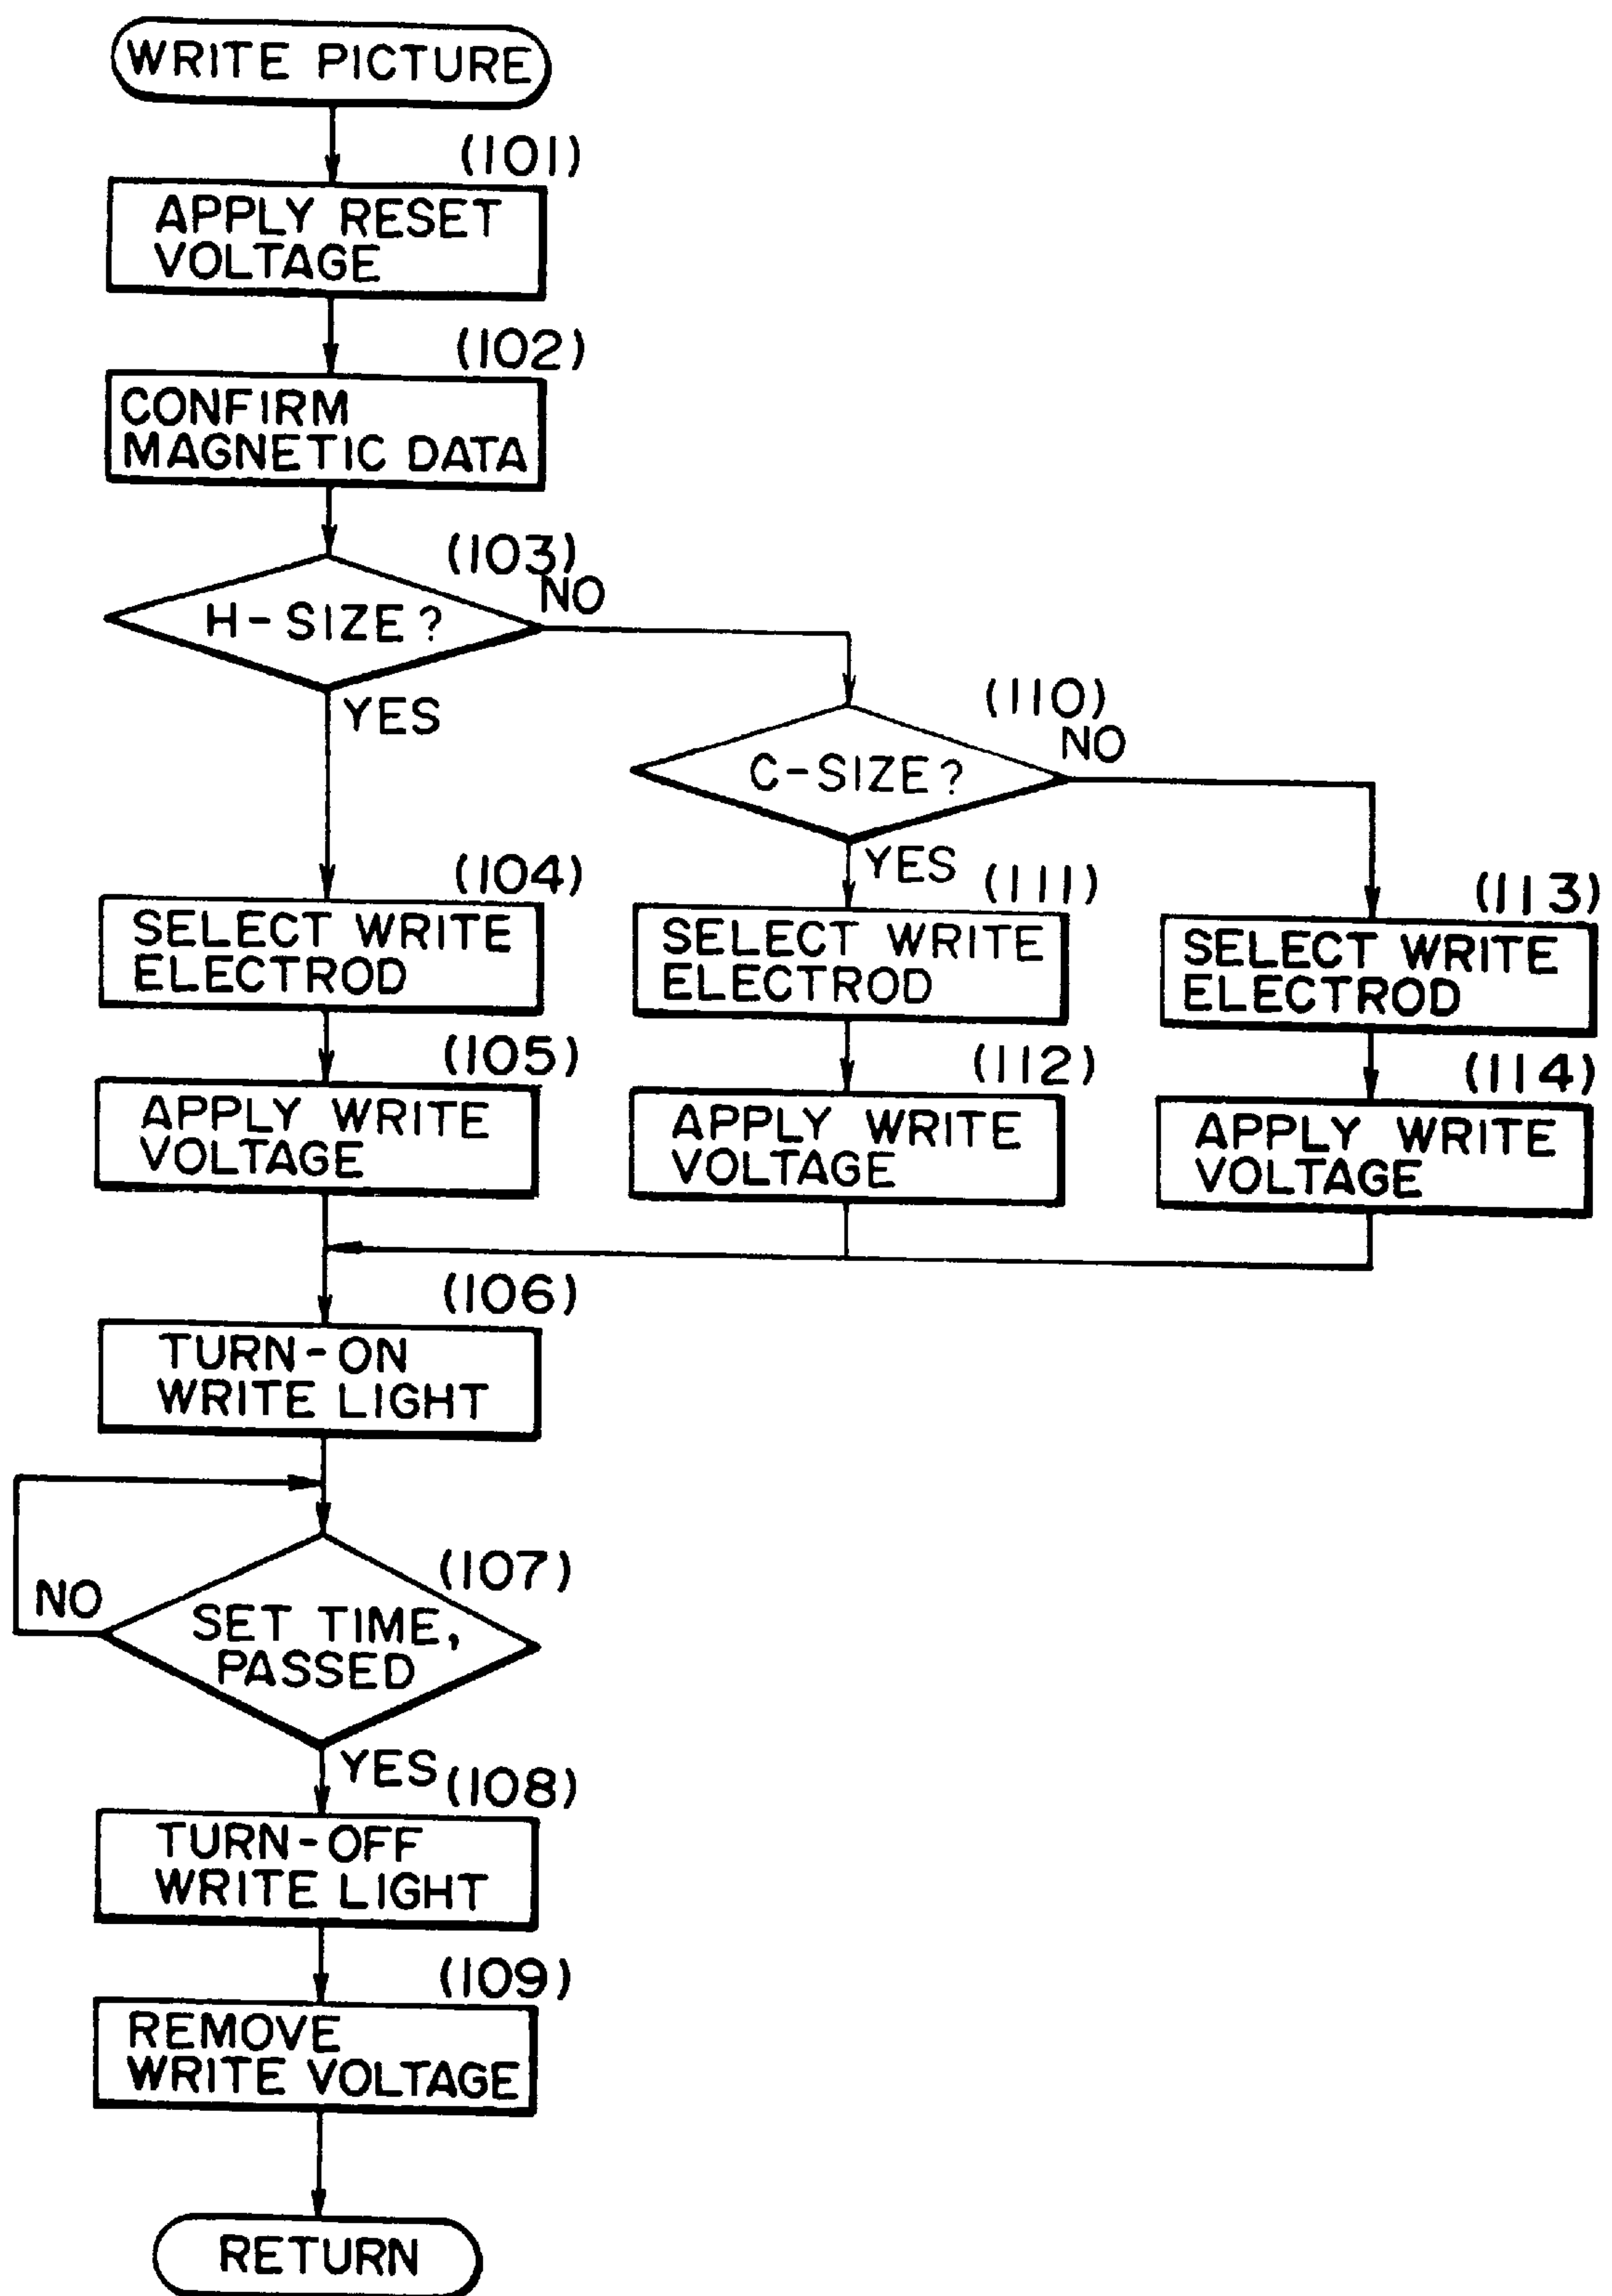 WRITE PICTURE
(101)
APPLY RESET
VOLTAGE
(102)
CONFIRM
MAGNETIC DATA
(103)
H-SIZE?
NO
YES
(110)
C-SIZE?
NO
YES
(104)
SELECT WRITE
ELECTROD
(111)
SELECT WRITE
ELECTROD
(113)
SELECT WRITE
ELECTROD
(105)
APPLY WRITE
VOLTAGE
(112)
APPLY WRITE
VOLTAGE
(114)
APPLY WRITE
VOLTAGE
(106)
TURN-ON
WRITE LIGHT
(107)
NO
SET TIME,
PASSED
YES
(108)
TURN-OFF
WRITE LIGHT
(109)
REMOVE
WRITE VOLTAGE
RETURN